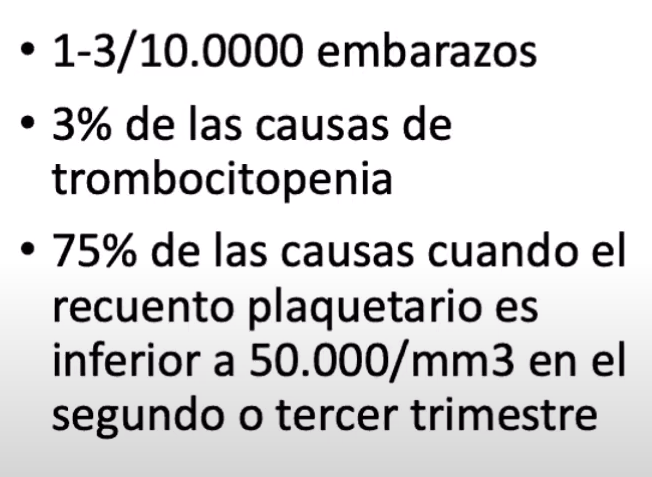 • 1-3/10.0000 embarazos
• 3% de las causas de
trombocitopenia
• 75% de las causas cuando el
recuento plaquetario es
inferior a 50.000/mm3 en el
segundo o tercer trimestre